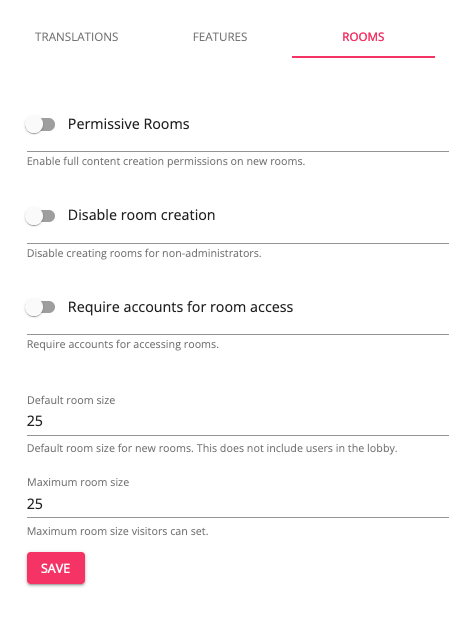 TRANSLATIONS FEATURES ROOMS
Permissive Rooms
Enable full content creation permissions on new rooms.
Disable room creation
Disable creating rooms for non-administrators.
Require accounts for room access
Require accounts for accessing rooms.
Default room size
25
Default room size for new rooms. This does not include users in the lobby.
Maximum room size
25
Maximum room size visitors can set.
SAVE